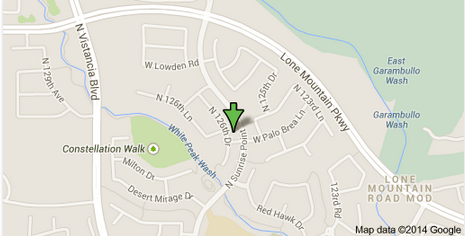 N 129th Ave
N Vistancia Blvd
W Lowden Rd
N 126th Ln
N 126th Dr
N 125th Dr
Ln
Lone Mountain Pkwy
N 123rd Ln
W Palo Brea Ln
N Sunrise Point
White Peak Wash
Constellation Walk
Milton Dr
Desert Mirage Dr
Red Hawk Dr
123rd Rd
East
Garambullo
Wash
Garambullo
Wash
LONE
MOUNTAIN
ROAD MOD
Map data ©2014 Google